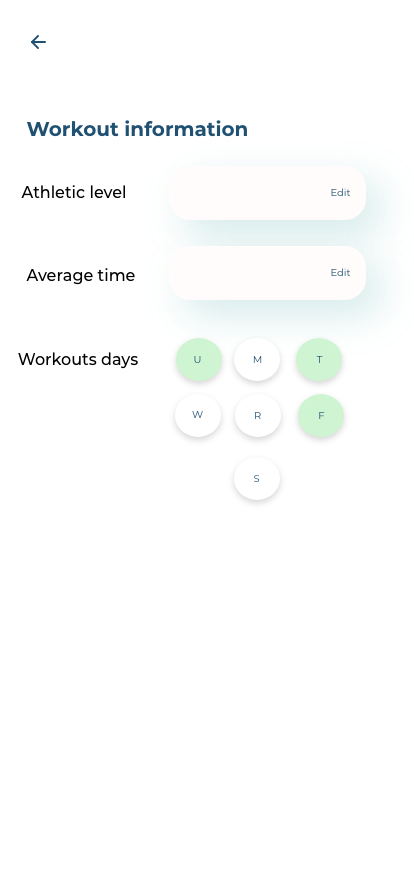 Workout information
Athletic level
Edit
Average time
Edit
Workouts days
U M T
W R F
S